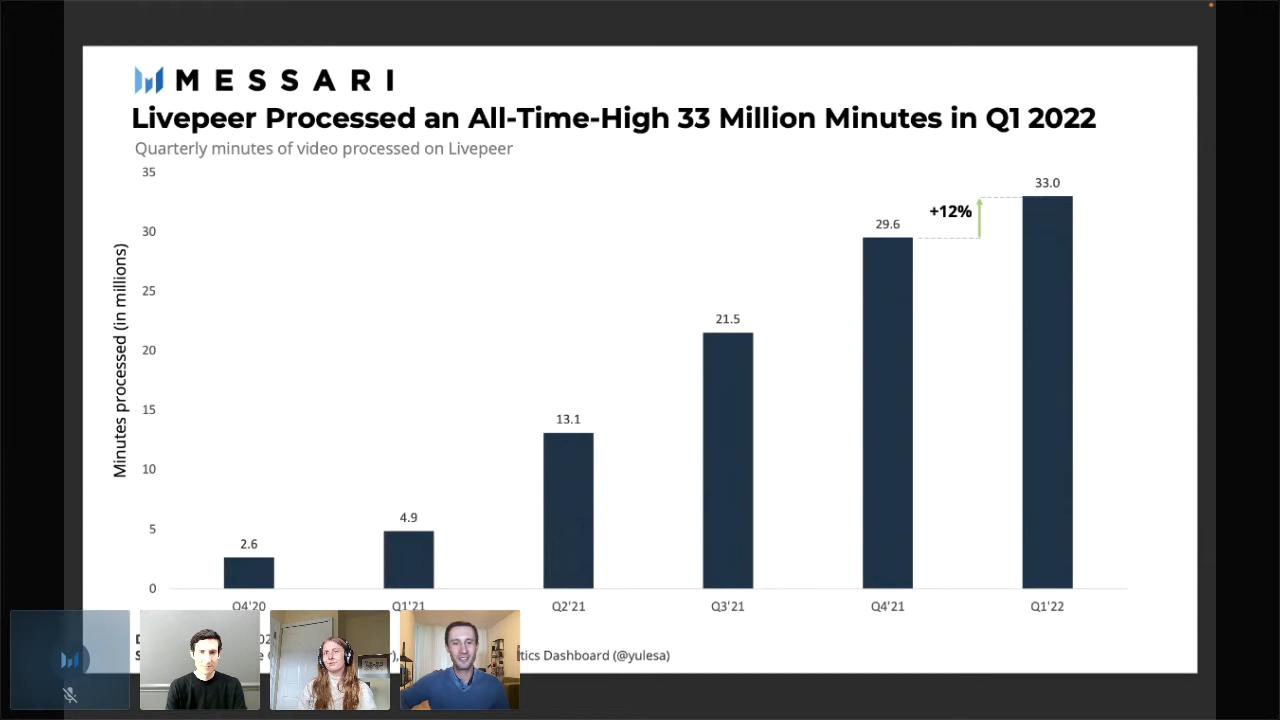 MESSARI
Livepeer Processed an All-Time-High 33 Million Minutes in Q1 2022
Quarterly minutes of video processed on Livepeer
Minutes processed (in millions)
35
30
25
20
15
10
5
0
2.6
4.9
13.1
21.5
29.6
+12%
33.0
Q4'20
Q1'21
Q2'21
Q3'21
Q4'21
Q1'22
Dashboard (@yulesa)